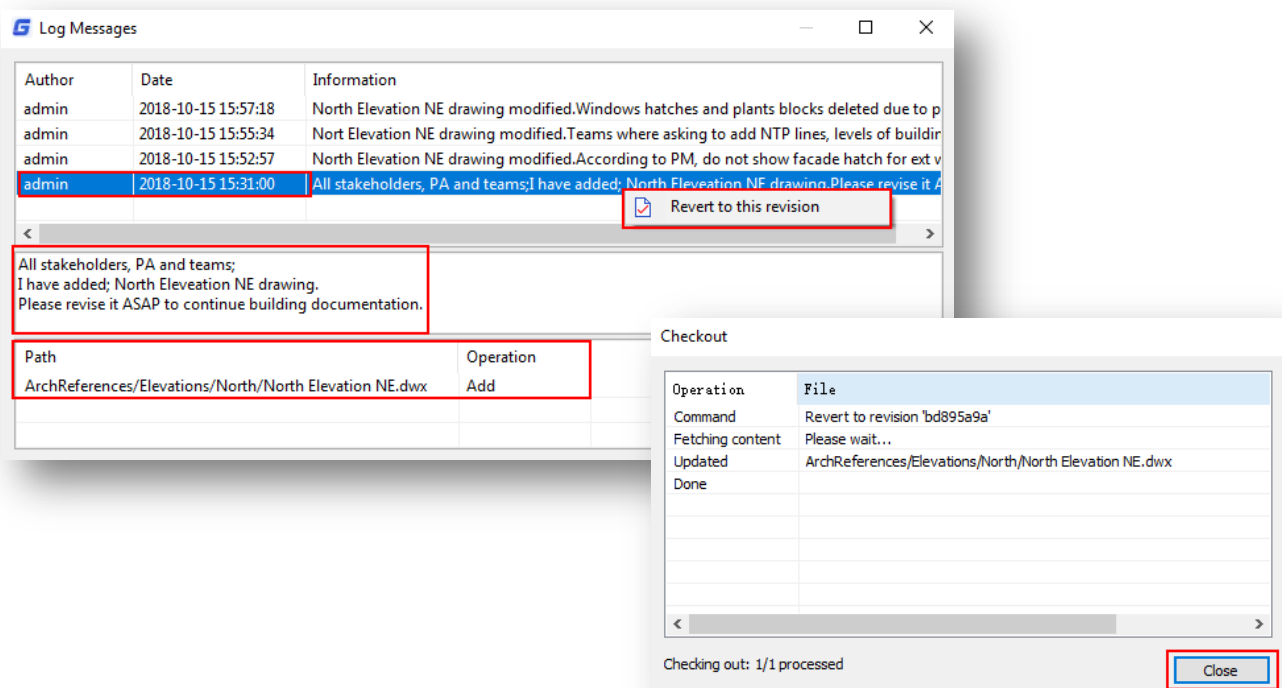 Log Messages
Author Date Information
admin 2018-10-15 15:57:18 North Elevation NE drawing modified.Windows hatches and plants blocks deleted due to p
admin 2018-10-15 15:55:34 Nort Elevation NE drawing modified.Teams where asking to add NTP lines, levels of buildin
admin 2018-10-15 15:52:57 North Elevation NE drawing modified.According to PM, do not show facade hatch for ext w
admin 2018-10-15 15:31:00 All stakeholders, PA and teams;I have added; North Eleveation NE drawing.Please revise it A
Revert to this revision
All stakeholders, PA and teams;
I have added; North Eleveation NE drawing.
Please revise it ASAP to continue building documentation.
Path Operation
ArchReferences/Elevations/North/North Elevation NE.dwx Add
Checkout
Operation File
Command Revert to revision 'bd895a9a'
Fetching content Please wait...
Updated ArchReferences/Elevations/North/North Elevation NE.dwx
Done
Checking out: 1/1 processed
Close